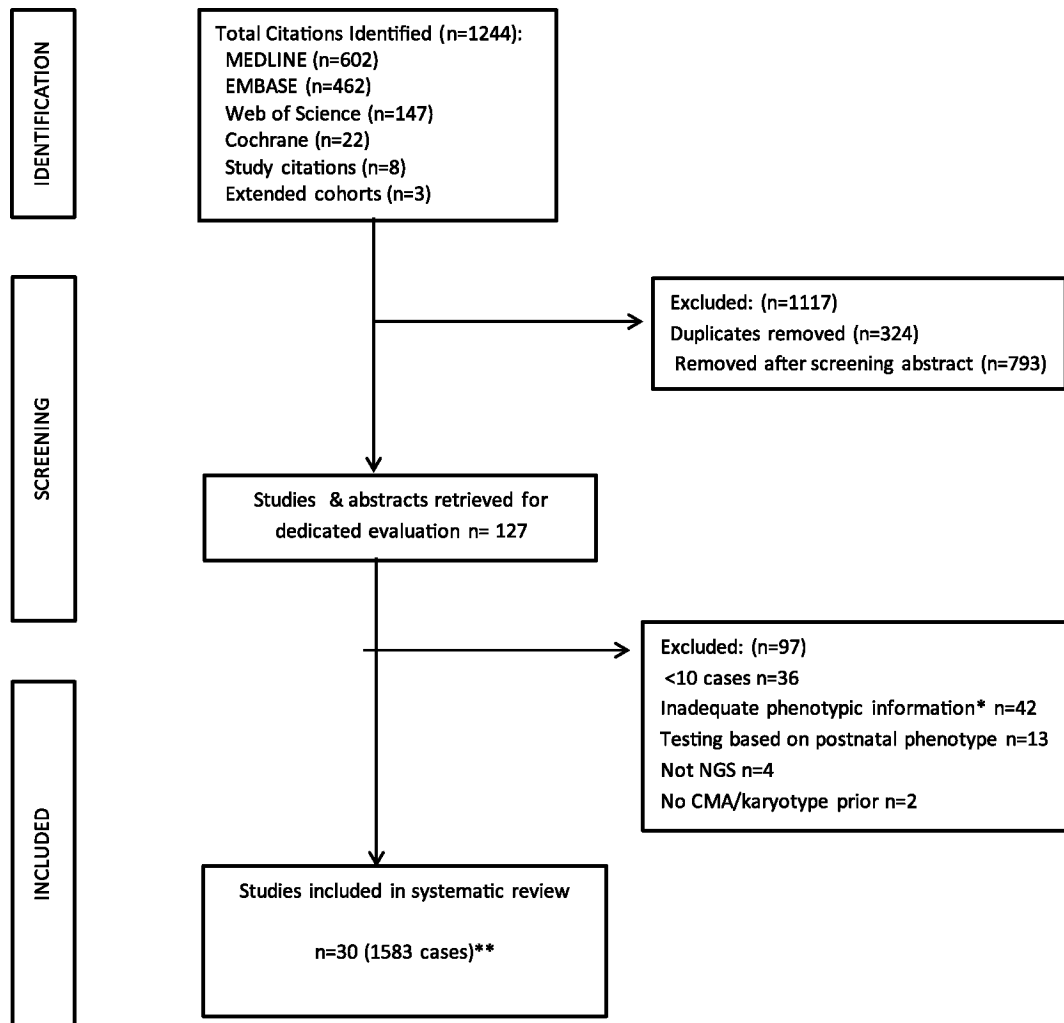 IDENTIFICATION
Total Citations Identified (n=1244):
MEDLINE (n=602)
EMBASE (n=462)
Web of Science (n=147)
Cochrane (n=22)
Study citations (n=8)
Extended cohorts (n=3)
SCREENING
Excluded: (n=1117)
Duplicates removed (n=324)
Removed after screening abstract (n=793)
Studies & abstracts retrieved for
dedicated evaluation n= 127
Excluded: (n=97)
<10 cases n=36
Inadequate phenotypic information* n=42
Testing based on postnatal phenotype n=13
Not NGS n=4
No CMA/karyotype prior n=2
INCLUDED
Studies included in systematic review
n=30 (1583 cases)**